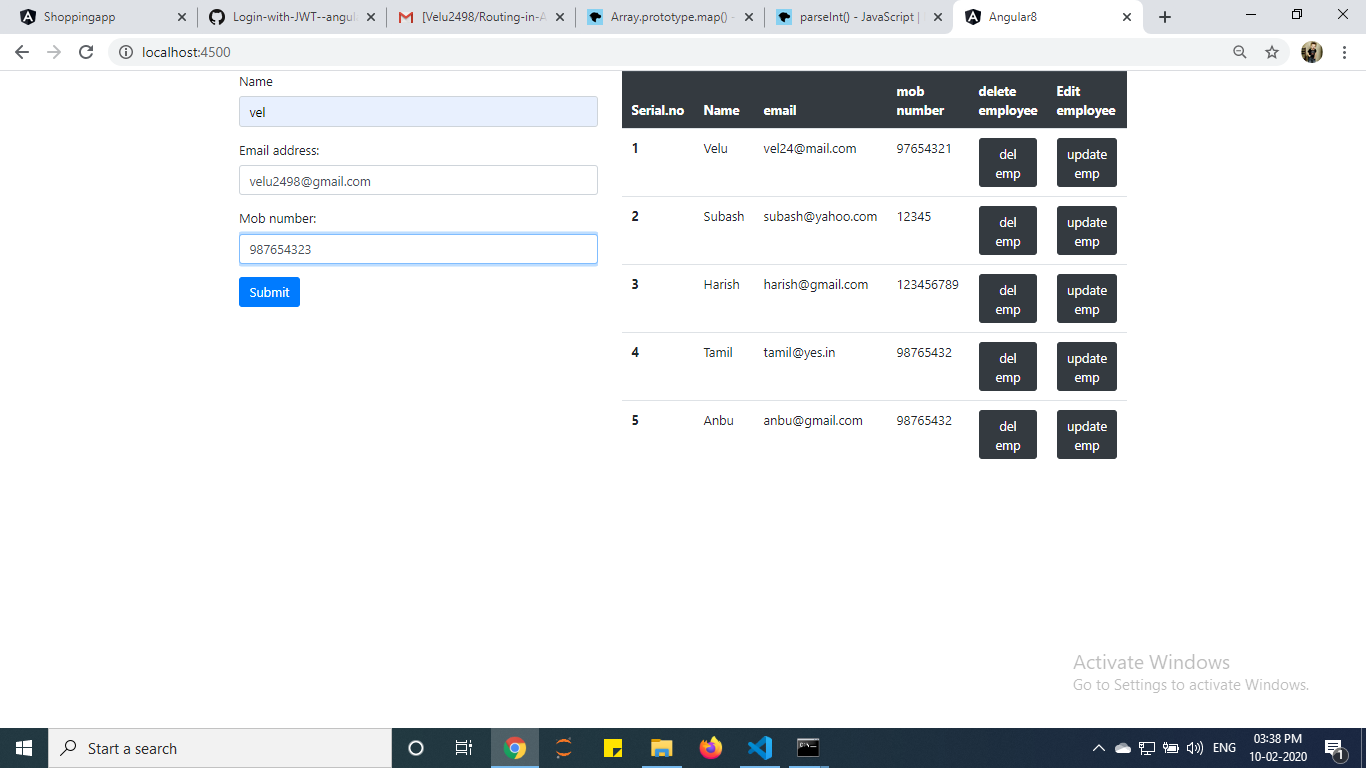 Shoppingapp
Login-with-JWT--angul
[Velu2498/Routing-in-A
Array.prototype.map() -
parseInt() - JavaScript |
Angular8
localhost:4500
Name
vel
Email address:
velu2498@gmail.com
Mob number:
987654323
Submit
Serial.no Name email mob number delete employee Edit employee
1 Velu vel24@mail.com 97654321 del emp update emp
2 Subash subash@yahoo.com 12345 del emp update emp
3 Harish harish@gmail.com 123456789 del emp update emp
4 Tamil tamil@yes.in 98765432 del emp update emp
5 Anbu anbu@gmail.com 98765432 del emp update emp
Activate Windows
Go to Settings to activate Windows.
Start a search
ENG
03:38 PM
10-02-2020
1